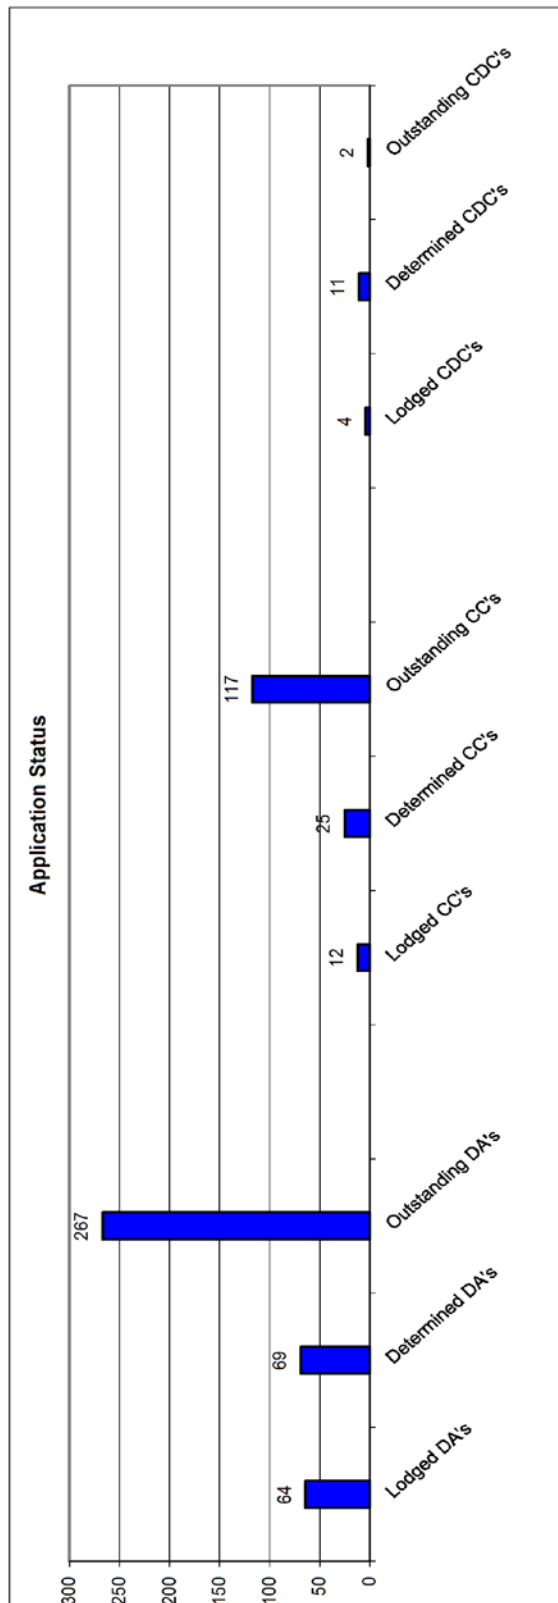 Application Status
300
250
200
150
100
50
0
64
69
267
12
25
117
4
11
2
Lodged DA's
Determined DA's
Outstanding DA's
Lodged CC's
Determined CC's
Outstanding CC's
Lodged CDC's
Determined CDC's
Outstanding CDC's